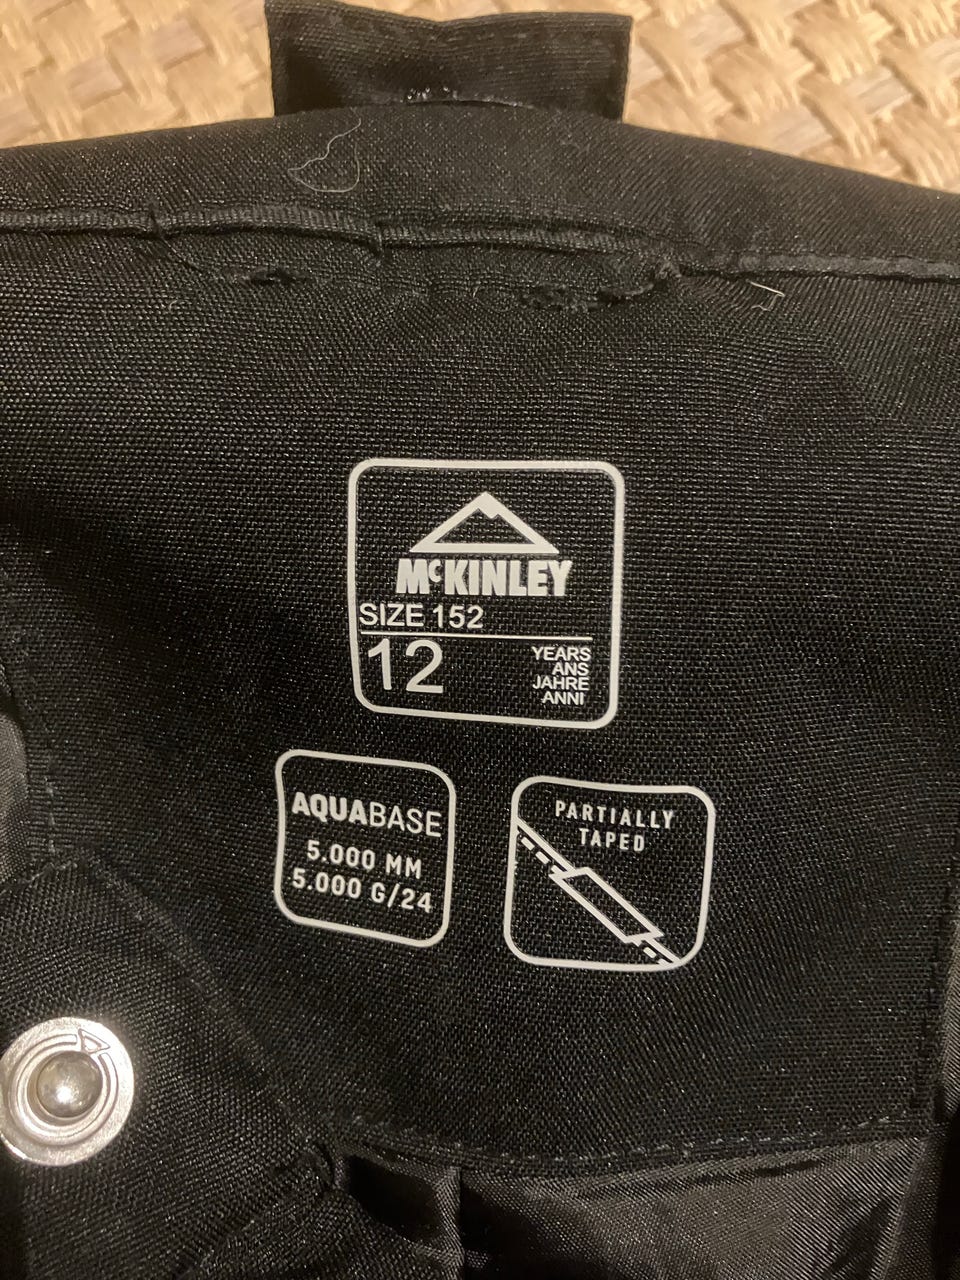 McKINLEY
SIZE 152
12
YEARS
ANS
JAHRE
ANNI
AQUABASE
5.000 MM
5.000 G/24
PARTIALLY
TAPED